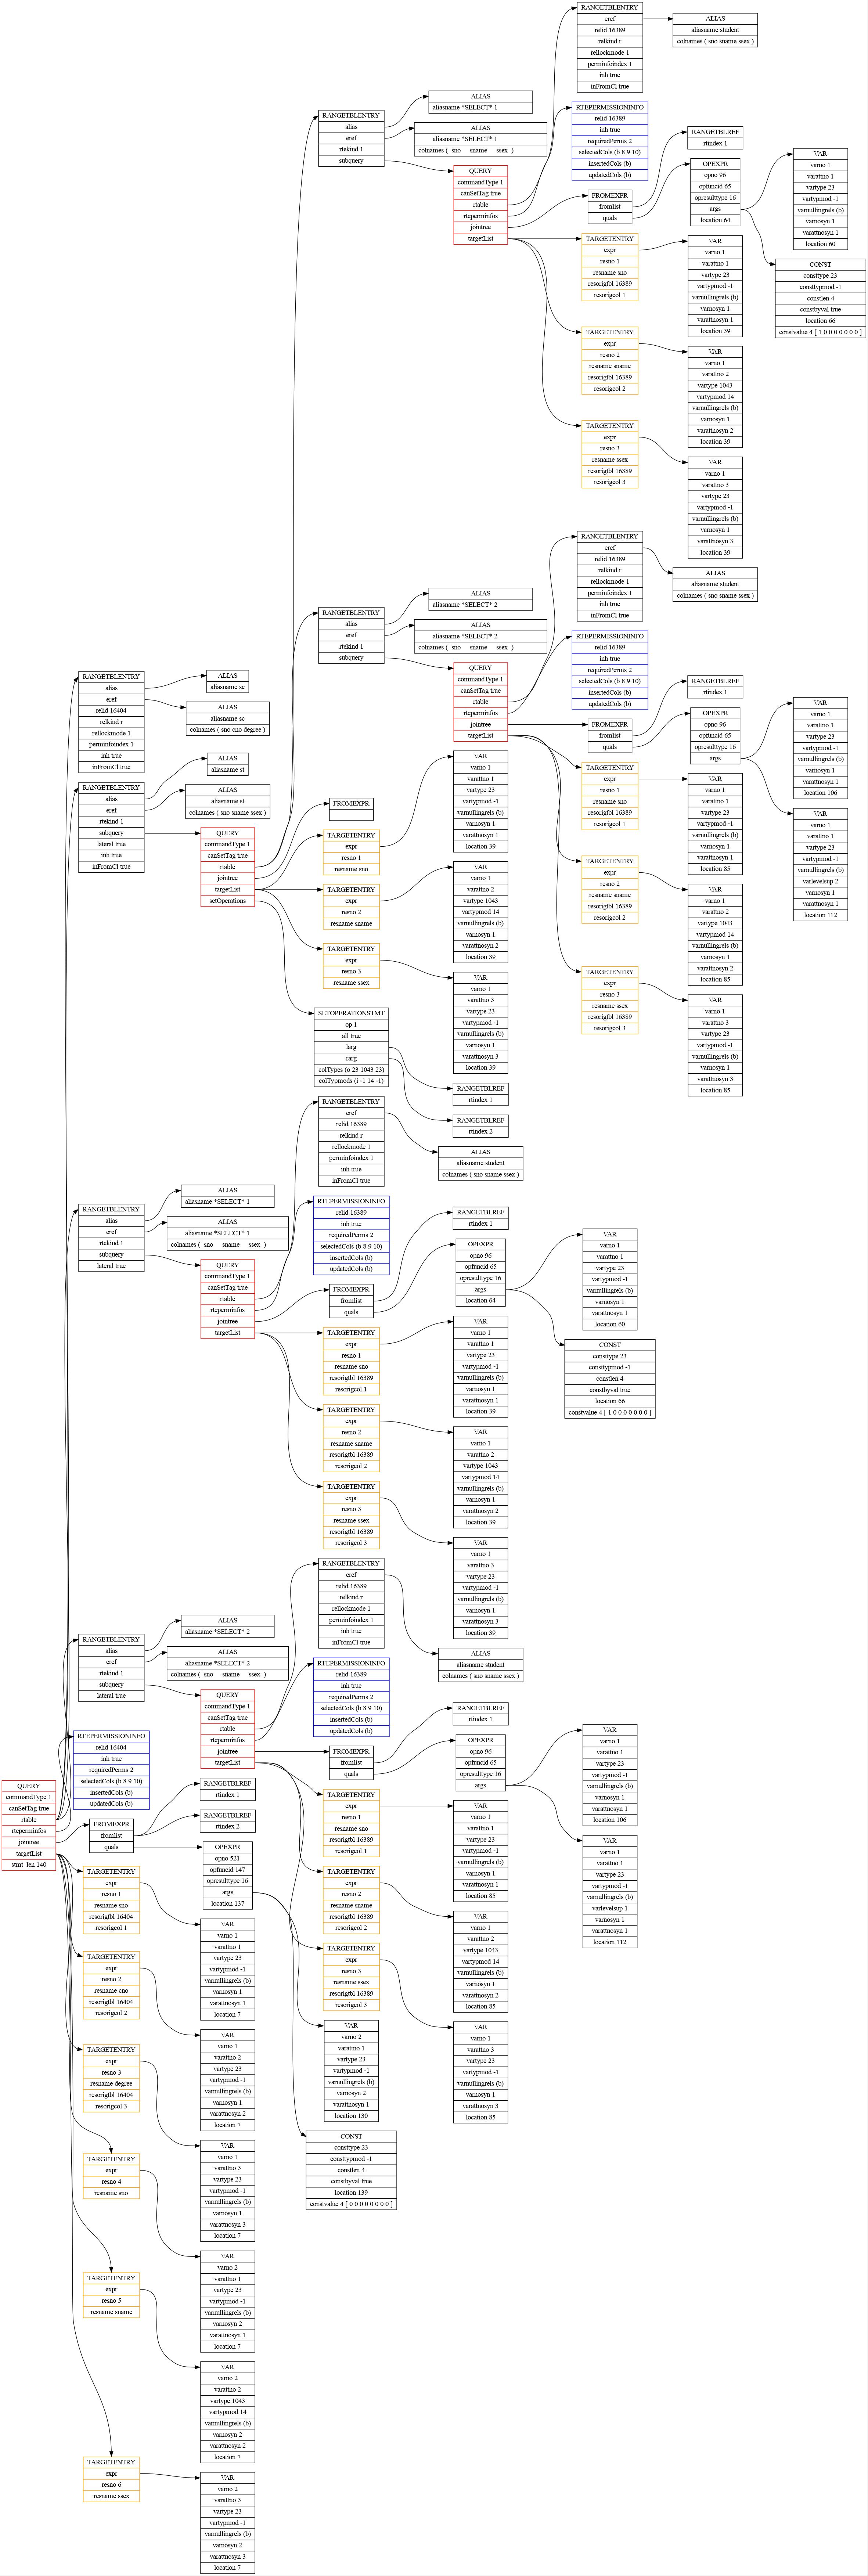 RANGETBLENTRY
eref
relid 16389
relkind r
rellockmode 1
perminfoindex 1
inh true
inFromCl true
ALIAS
aliasname student
colnames ( sno sname ssex )
RANGETBLENTRY
alias
eref
rtekind 1
subquery
ALIAS
aliasname *SELECT* 1
ALIAS
aliasname *SELECT* 1
colnames ( sno sname ssex )
QUERY
commandType 1
canSetTag true
rtable
rteperminfos
jointree
targetList
RTEPERMISSIONINFO
relid 16389
inh true
requiredPerms 2
selectedCols (b 8 9 10)
insertedCols (b)
updatedCols (b)
FROMEXPR
fromlist
quals
RANGETBLREF
rtindex 1
OPEXPR
opno 96
opfuncid 65
opresulttype 16
args
location 64
VAR
varno 1
varattno 1
vartype 23
vartypmod -1
varnullingrels (b)
varnosyn 1
varattnosyn 1
location 60
CONST
consttype 23
consttypmod -1
constlen 4
constbyval true
location 66
constvalue 4 [ 1 0 0 0 0 0 0 0 ]
TARGETENTRY
expr
resno 1
resname sno
resorigtbl 16389
resorigcol 1
VAR
varno 1
varattno 1
vartype 23
vartypmod -1
varnullingrels (b)
varnosyn 1
varattnosyn 1
location 39
TARGETENTRY
expr
resno 2
resname sname
resorigtbl 16389
resorigcol 2
VAR
varno 1
varattno 2
vartype 1043
vartypmod 14
varnullingrels (b)
varnosyn 1
varattnosyn 2
location 39
TARGETENTRY
expr
resno 3
resname ssex
resorigtbl 16389
resorigcol 3
VAR
varno 1
varattno 3
vartype 23
vartypmod -1
varnullingrels (b)
varnosyn 1
varattnosyn 3
location 39
RANGETBLENTRY
eref
relid 16389
relkind r
rellockmode 1
perminfoindex 1
inh true
inFromCl true
ALIAS
aliasname student
colnames ( sno sname ssex )
RANGETBLENTRY
alias
eref
rtekind 1
subquery
ALIAS
aliasname *SELECT* 2
ALIAS
aliasname *SELECT* 2
colnames ( sno sname ssex )
QUERY
commandType 1
canSetTag true
rtable
rteperminfos
jointree
targetList
RTEPERMISSIONINFO
relid 16389
inh true
requiredPerms 2
selectedCols (b 8 9 10)
insertedCols (b)
updatedCols (b)
FROMEXPR
fromlist
quals
RANGETBLREF
rtindex 1
OPEXPR
opno 96
opfuncid 65
opresulttype 16
args
VAR
varno 1
varattno 1
vartype 23
vartypmod -1
varnullingrels (b)
varnosyn 1
varattnosyn 1
location 106
VAR
varno 1
varattno 1
vartype 23
vartypmod -1
varnullingrels (b)
varlevelsup 2
varnosyn 1
varattnosyn 1
location 112
TARGETENTRY
expr
resno 1
resname sno
resorigtbl 16389
resorigcol 1
VAR
varno 1
varattno 1
vartype 23
vartypmod -1
varnullingrels (b)
varnosyn 1
varattnosyn 1
location 85
TARGETENTRY
expr
resno 2
resname sname
resorigtbl 16389
resorigcol 2
VAR
varno 1
varattno 2
vartype 1043
vartypmod 14
varnullingrels (b)
varnosyn 1
varattnosyn 2
location 85
TARGETENTRY
expr
resno 3
resname ssex
resorigtbl 16389
resorigcol 3
VAR
varno 1
varattno 3
vartype 23
vartypmod -1
varnullingrels (b)
varnosyn 1
varattnosyn 3
location 85
RANGETBLENTRY
alias
eref
relid 16404
relkind r
rellockmode 1
perminfoindex 1
inh true
inFromCl true
ALIAS
aliasname sc
ALIAS
aliasname sc
colnames ( sno cno degree )
RANGETBLENTRY
alias
eref
rtekind 1
subquery
lateral true
inh true
inFromCl true
ALIAS
aliasname st
ALIAS
aliasname st
colnames ( sno sname ssex )
QUERY
commandType 1
canSetTag true
rtable
jointree
targetList
setOperations
FROMEXPR
TARGETENTRY
expr
resno 1
resname sno
VAR
varno 1
varattno 1
vartype 23
vartypmod -1
varnullingrels (b)
varnosyn 1
varattnosyn 1
location 39
TARGETENTRY
expr
resno 2
resname sname
VAR
varno 1
varattno 2
vartype 1043
vartypmod 14
varnullingrels (b)
varnosyn 1
varattnosyn 2
location 39
TARGETENTRY
expr
resno 3
resname ssex
VAR
varno 1
varattno 3
vartype 23
vartypmod -1
varnullingrels (b)
varnosyn 1
varattnosyn 3
location 39
SETOPERATIONSTMT
op 1
all true
larg
rarg
colTypes (o 23 1043 23)
colTypmods (i -1 14 -1)
RANGETBLREF
rtindex 1
RANGETBLREF
rtindex 2
RANGETBLENTRY
eref
relid 16389
relkind r
rellockmode 1
perminfoindex 1
inh true
inFromCl true
ALIAS
aliasname student
colnames ( sno sname ssex )
RANGETBLENTRY
alias
eref
rtekind 1
subquery
lateral true
ALIAS
aliasname *SELECT* 1
ALIAS
aliasname *SELECT* 1
colnames ( sno sname ssex )
QUERY
commandType 1
canSetTag true
rtable
rteperminfos
jointree
targetList
RTEPERMISSIONINFO
relid 16389
inh true
requiredPerms 2
selectedCols (b 8 9 10)
insertedCols (b)
updatedCols (b)
FROMEXPR
fromlist
quals
RANGETBLREF
rtindex 1
OPEXPR
opno 96
opfuncid 65
opresulttype 16
args
location 64
VAR
varno 1
varattno 1
vartype 23
vartypmod -1
varnullingrels (b)
varnosyn 1
varattnosyn 1
location 60
CONST
consttype 23
consttypmod -1
constlen 4
constbyval true
location 66
constvalue 4 [ 1 0 0 0 0 0 0 0 ]
TARGETENTRY
expr
resno 1
resname sno
resorigtbl 16389
resorigcol 1
VAR
varno 1
varattno 1
vartype 23
vartypmod -1
varnullingrels (b)
varnosyn 1
varattnosyn 1
location 39
TARGETENTRY
expr
resno 2
resname sname
resorigtbl 16389
resorigcol 2
VAR
varno 1
varattno 2
vartype 1043
vartypmod 14
varnullingrels (b)
varnosyn 1
varattnosyn 2
location 39
TARGETENTRY
expr
resno 3
resname ssex
resorigtbl 16389
resorigcol 3
VAR
varno 1
varattno 3
vartype 23
vartypmod -1
varnullingrels (b)
varnosyn 1
varattnosyn 3
location 39
RANGETBLENTRY
eref
relid 16389
relkind r
rellockmode 1
perminfoindex 1
inh true
inFromCl true
ALIAS
aliasname student
colnames ( sno sname ssex )
RANGETBLENTRY
alias
eref
rtekind 1
subquery
lateral true
ALIAS
aliasname *SELECT* 2
ALIAS
aliasname *SELECT* 2
colnames ( sno sname ssex )
QUERY
commandType 1
canSetTag true
rtable
rteperminfos
jointree
targetList
RTEPERMISSIONINFO
relid 16389
inh true
requiredPerms 2
selectedCols (b 8 9 10)
insertedCols (b)
updatedCols (b)
FROMEXPR
fromlist
quals
RANGETBLREF
rtindex 1
OPEXPR
opno 96
opfuncid 65
opresulttype 16
args
VAR
varno 1
varattno 1
vartype 23
vartypmod -1
varnullingrels (b)
varnosyn 1
varattnosyn 1
location 106
VAR
varno 1
varattno 1
vartype 23
vartypmod -1
varnullingrels (b)
varlevelsup 1
varnosyn 1
varattnosyn 1
location 112
TARGETENTRY
expr
resno 1
resname sno
resorigtbl 16389
resorigcol 1
VAR
varno 1
varattno 1
vartype 23
vartypmod -1
varnullingrels (b)
varnosyn 1
varattnosyn 1
location 85
TARGETENTRY
expr
resno 2
resname sname
resorigtbl 16389
resorigcol 2
VAR
varno 1
varattno 2
vartype 1043
vartypmod 14
varnullingrels (b)
varnosyn 1
varattnosyn 2
location 85
TARGETENTRY
expr
resno 3
resname ssex
resorigtbl 16389
resorigcol 3
VAR
varno 1
varattno 3
vartype 23
vartypmod -1
varnullingrels (b)
varnosyn 1
varattnosyn 3
location 85
RTEPERMISSIONINFO
relid 16404
inh true
requiredPerms 2
selectedCols (b 8 9 10)
insertedCols (b)
updatedCols (b)
QUERY
commandType 1
canSetTag true
rtable
rteperminfos
jointree
targetList
stmt_len 140
FROMEXPR
fromlist
quals
RANGETBLREF
rtindex 1
RANGETBLREF
rtindex 2
OPEXPR
opno 521
opfuncid 147
opresulttype 16
args
location 137
VAR
varno 2
varattno 1
vartype 23
vartypmod -1
varnullingrels (b)
varnosyn 2
varattnosyn 1
location 130
CONST
consttype 23
consttypmod -1
constlen 4
constbyval true
location 139
constvalue 4 [ 0 0 0 0 0 0 0 0 ]
TARGETENTRY
expr
resno 1
resname sno
resorigtbl 16404
resorigcol 1
VAR
varno 1
varattno 1
vartype 23
vartypmod -1
varnullingrels (b)
varnosyn 1
varattnosyn 1
location 7
TARGETENTRY
expr
resno 2
resname cno
resorigtbl 16404
resorigcol 2
VAR
varno 1
varattno 2
vartype 23
vartypmod -1
varnullingrels (b)
varnosyn 1
varattnosyn 2
location 7
TARGETENTRY
expr
resno 3
resname degree
resorigtbl 16404
resorigcol 3
VAR
varno 1
varattno 3
vartype 23
vartypmod -1
varnullingrels (b)
varnosyn 1
varattnosyn 3
location 7
TARGETENTRY
expr
resno 4
resname sno
VAR
varno 2
varattno 1
vartype 23
vartypmod -1
varnullingrels (b)
varnosyn 2
varattnosyn 1
location 7
TARGETENTRY
expr
resno 5
resname sname
VAR
varno 2
varattno 2
vartype 1043
vartypmod 14
varnullingrels (b)
varnosyn 2
varattnosyn 2
location 7
TARGETENTRY
expr
resno 6
resname ssex
VAR
varno 2
varattno 3
vartype 23
vartypmod -1
varnullingrels (b)
varnosyn 2
varattnosyn 3
location 7